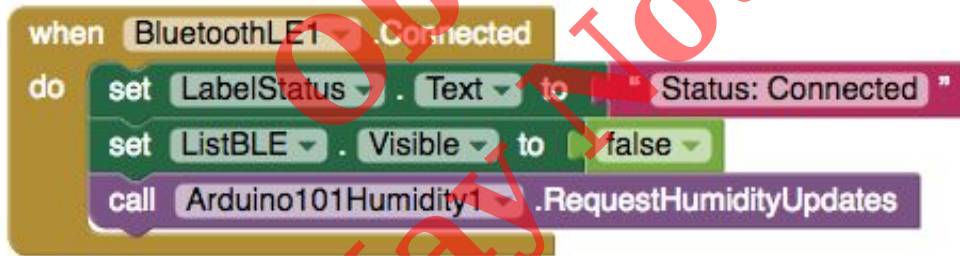 when BluetoothLE1 .Connected
do set LabelStatus . Text to " Status: Connected "
set ListBLE . Visible to false
call Arduino101Humidity1 .RequestHumidityUpdates